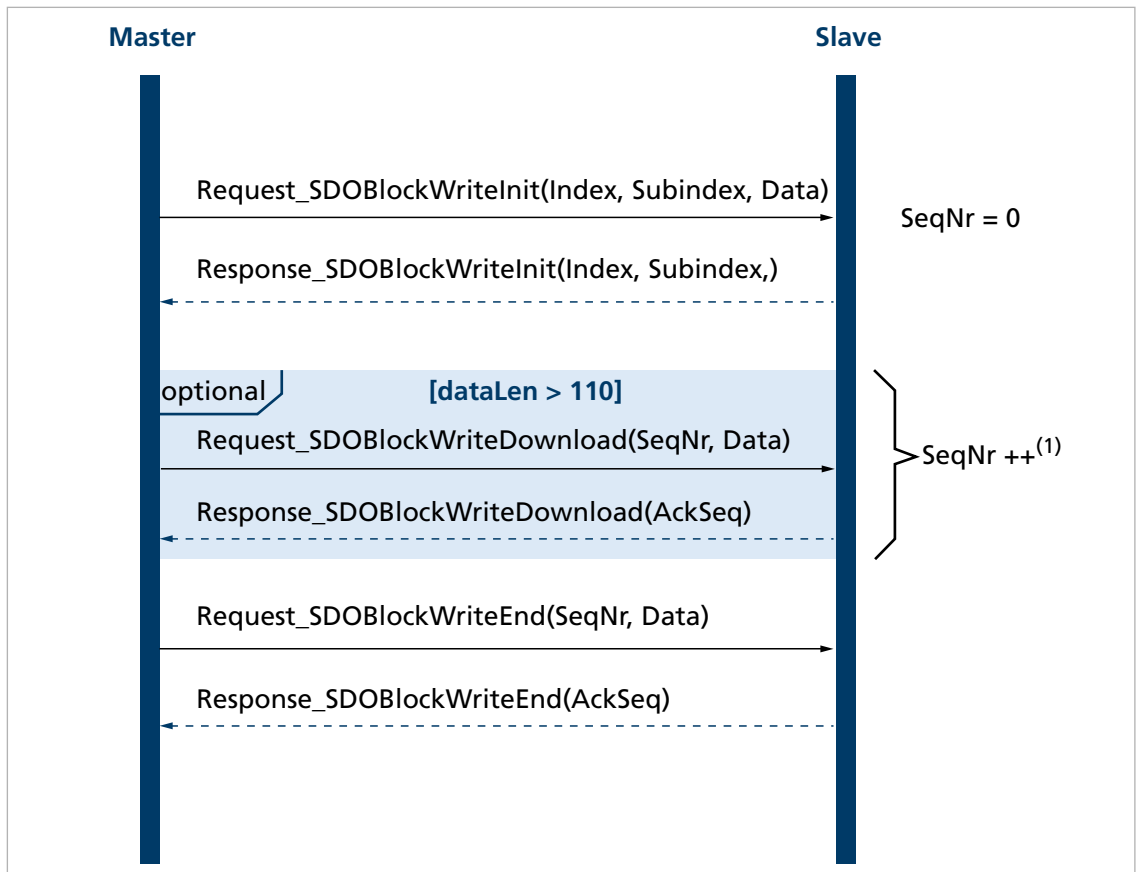 Master
Slave
Request_SDOBlockWriteInit(Index, Subindex, Data)
SeqNr = 0
Response_SDOBlockWriteInit(Index, Subindex,)
optional
[dataLen > 110]
Request_SDOBlockWriteDownload(SeqNr, Data)
SeqNr ++(1)
Response_SDOBlockWriteDownload(AckSeq)
Request_SDOBlockWriteEnd(SeqNr, Data)
Response_SDOBlockWriteEnd(AckSeq)